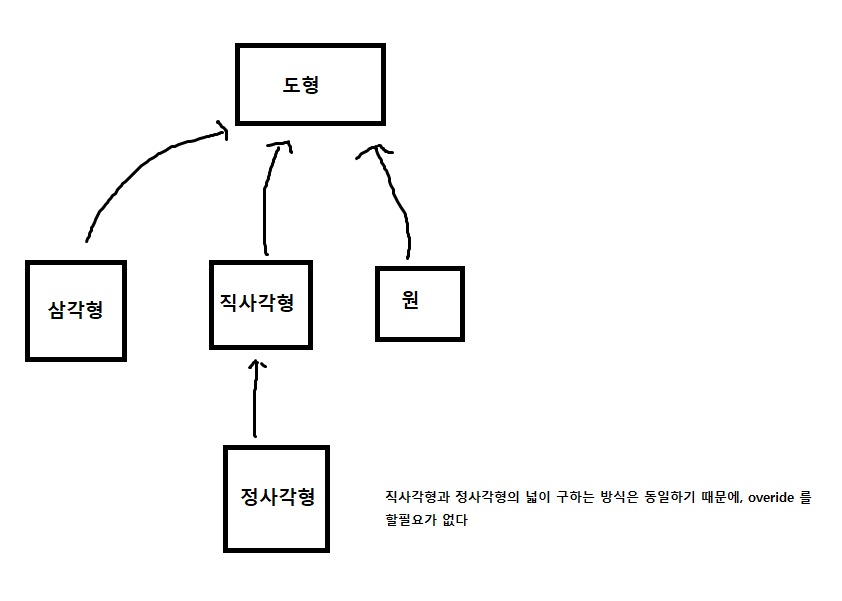 도형
삼각형
직사각형
원
정사각형
직사각형과 정사각형의 넓이 구하는 방식은 동일하기 때문에, overide 를
할필요가 없다